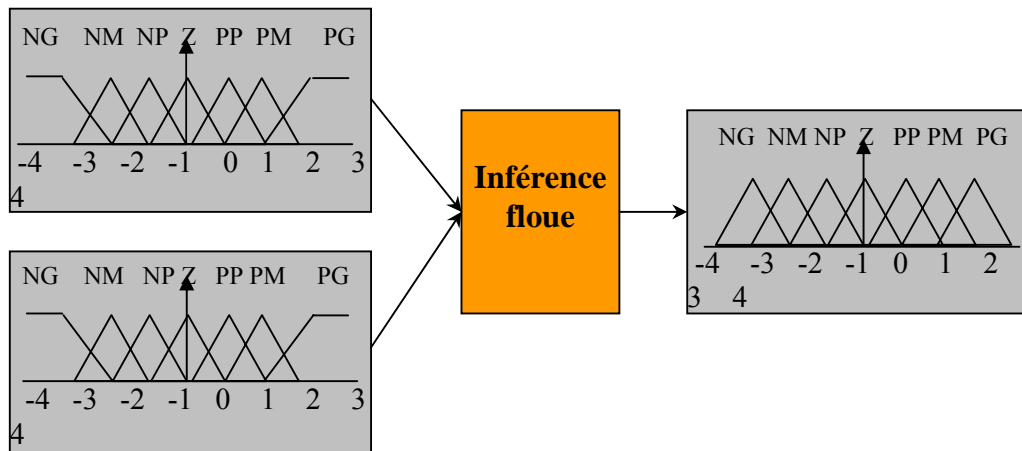 NG NM NP Z PP PM PG
-4 -3 -2 -1 0 1 2 3
4
NG NM NP Z PP PM PG
-4 -3 -2 -1 0 1 2 3
4
Inférence
floue
NG NM NP Z PP PM PG
-4 -3 -2 -1 0 1 2
3 4